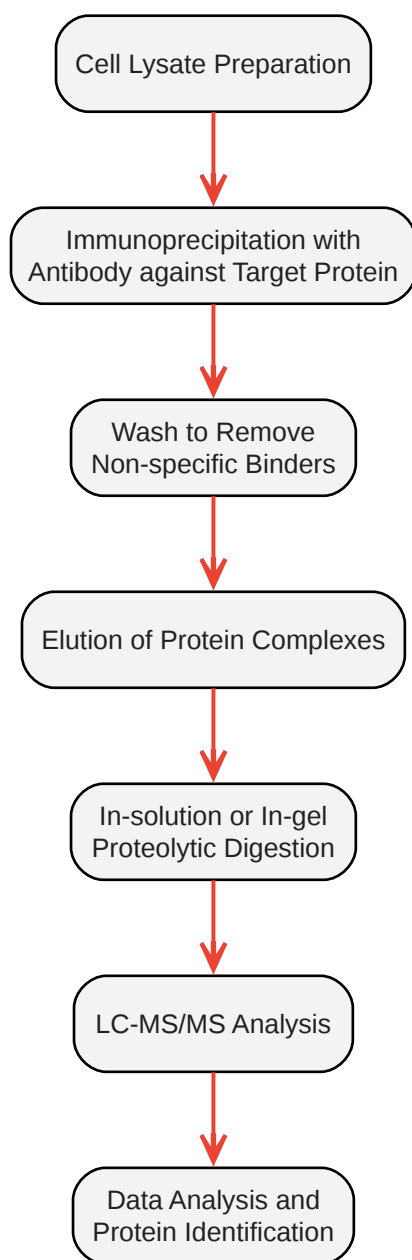 Cell Lysate Preparation
Immunoprecipitation with
Antibody against Target Protein
Wash to Remove
Non-specific Binders
Elution of Protein Complexes
In-solution or In-gel
Proteolytic Digestion
LC-MS/MS Analysis
Data Analysis and
Protein Identification